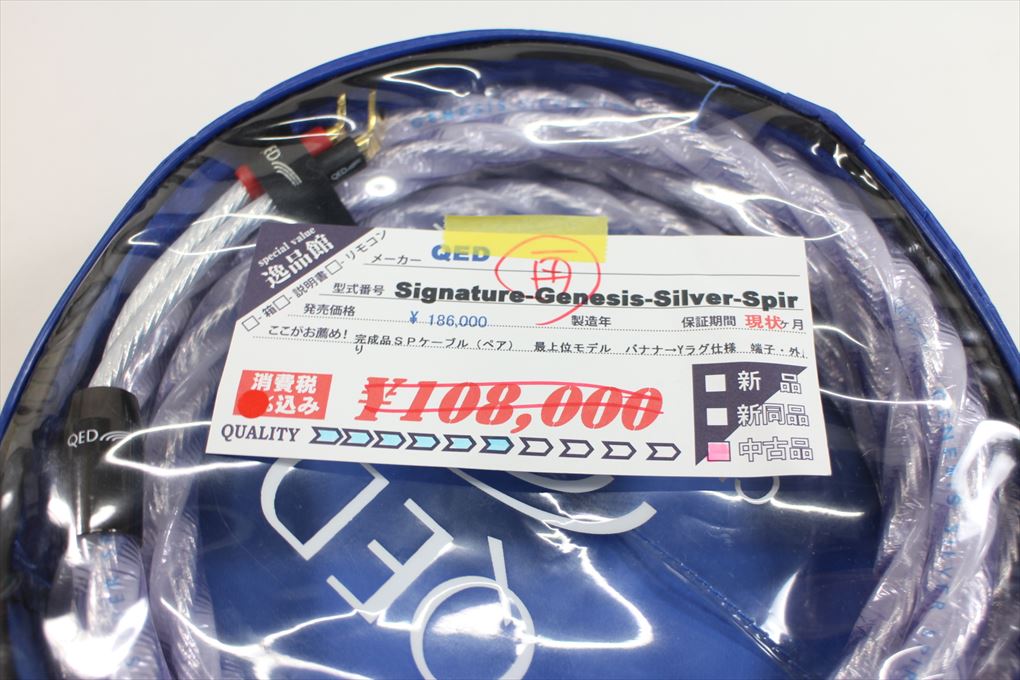 special value
逸品館
□-箱□-説明書□-リモコン
メーカー QED
型式番号 Signature-Genesis-Silver-Spir
発売価格 ¥ 186,000 製造年 保証期間 現状ヶ月
ここがお薦め! 完成品SPケーブル(ペア) 最上位モデル バナナ→Yラグ仕様 端子・外
り
消費税
込み
¥108,000
新 品
新同品
中古品
QUALITY
QED
QED
QED